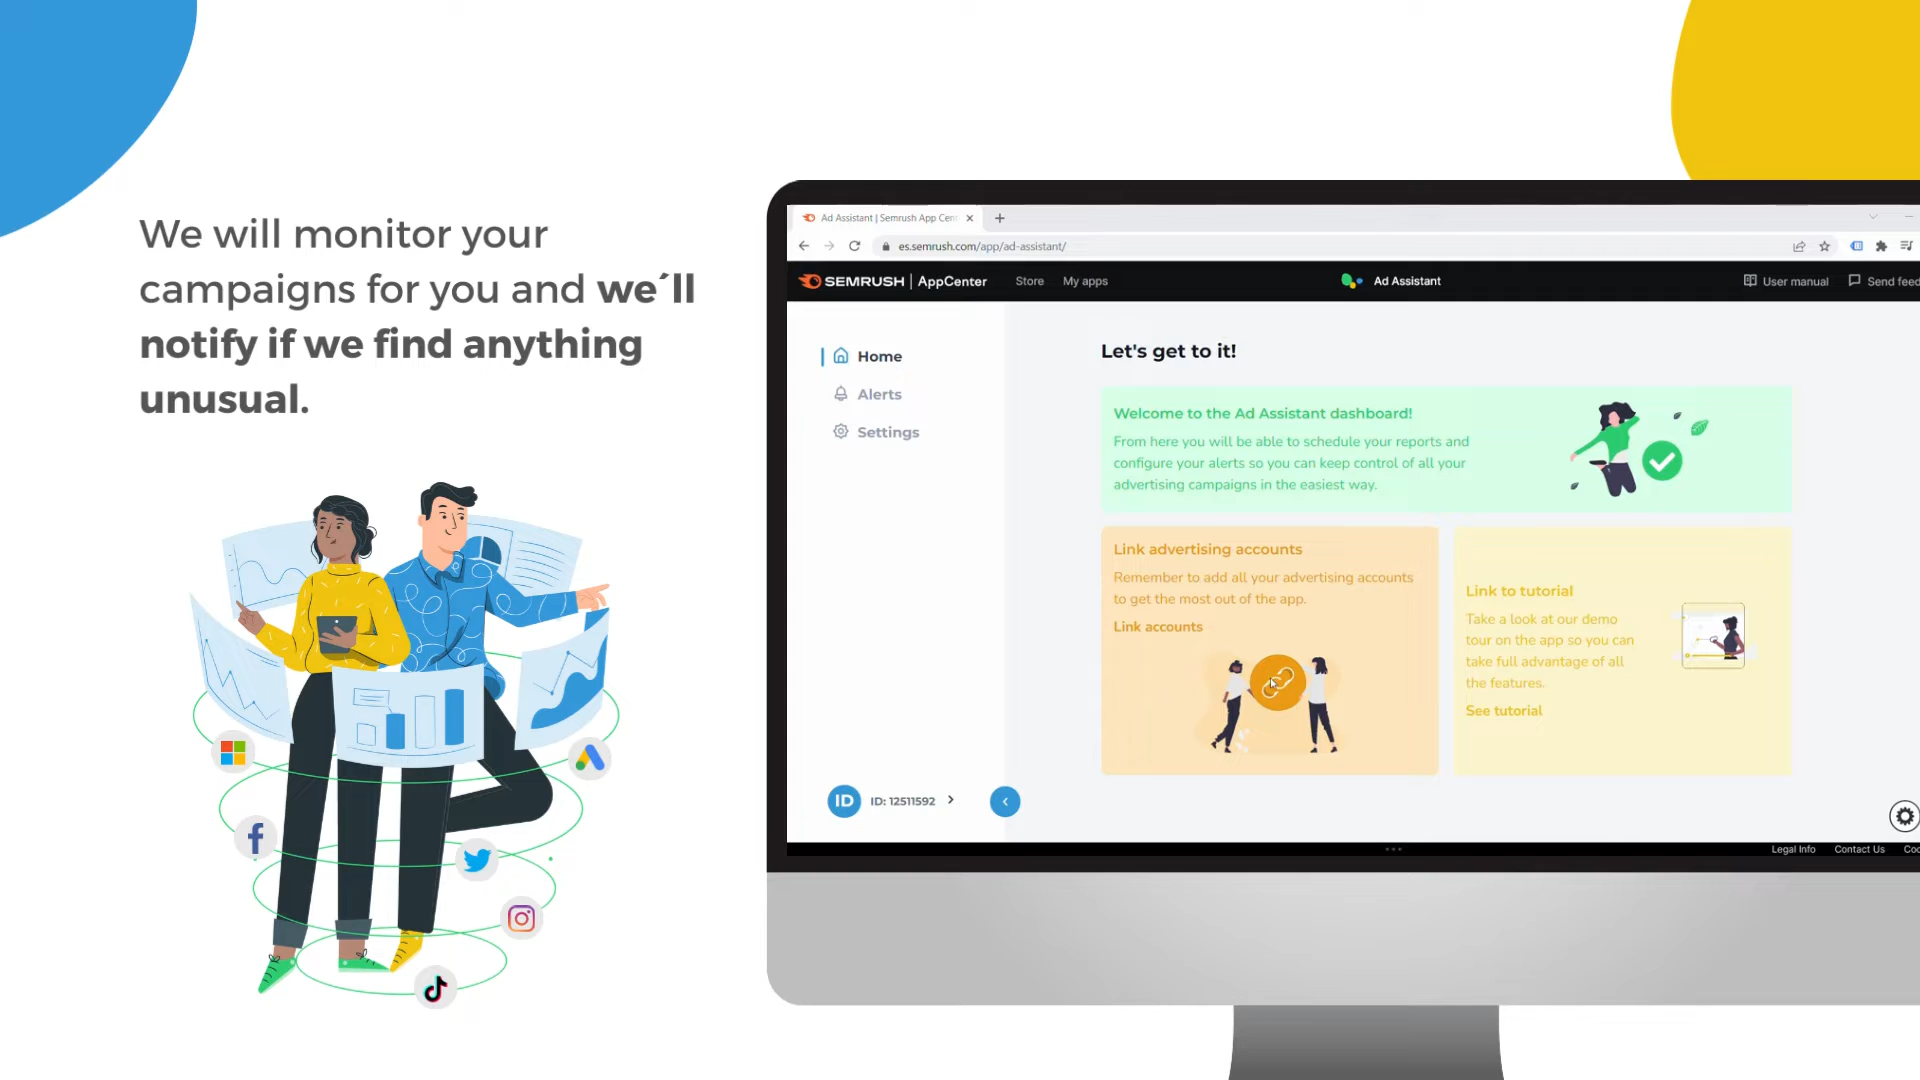 We will monitor your
campaigns for you and we´ll
notify if we find anything
unusual.
Ad Assistant | Semrush App Cen
es.semrush.com/app/ad-assistant/
SEMRUSH | AppCenter
Store
My apps
Ad Assistant
User manual
Send feed
Home
Alerts
Settings
Let's get to it!
Welcome to the Ad Assistant dashboard!
From here you will be able to schedule your reports and
configure your alerts so you can keep control of all your
advertising campaigns in the easiest way.
Link advertising accounts
Remember to add all your advertising accounts
to get the most out of the app.
Link accounts
Link to tutorial
Take a look at our demo
tour on the app so you can
take full advantage of all
the features.
See tutorial
ID
ID: 12511592
Legal Info
Contact Us
Coo